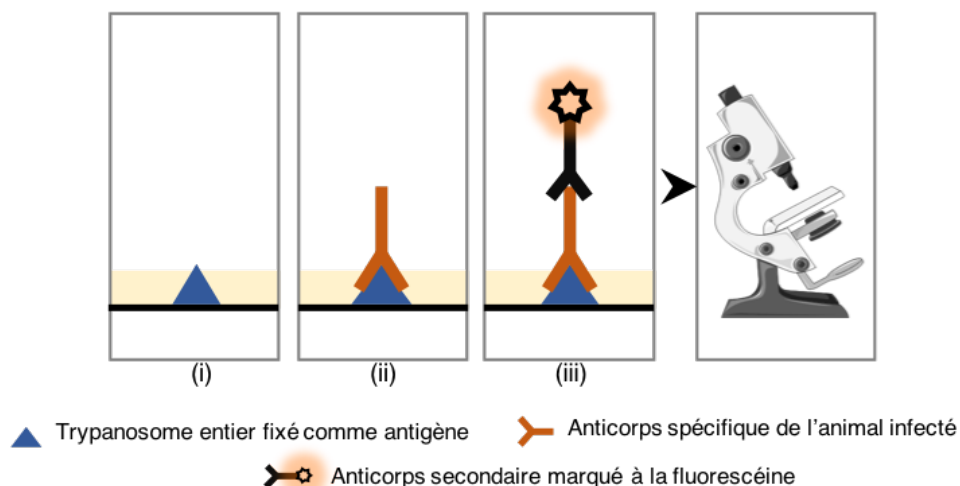 (i) (ii) (iii)
Trypanosome entier fixé comme antigène
Anticorps spécifique de l'animal infecté
Anticorps secondaire marqué à la fluorescéine